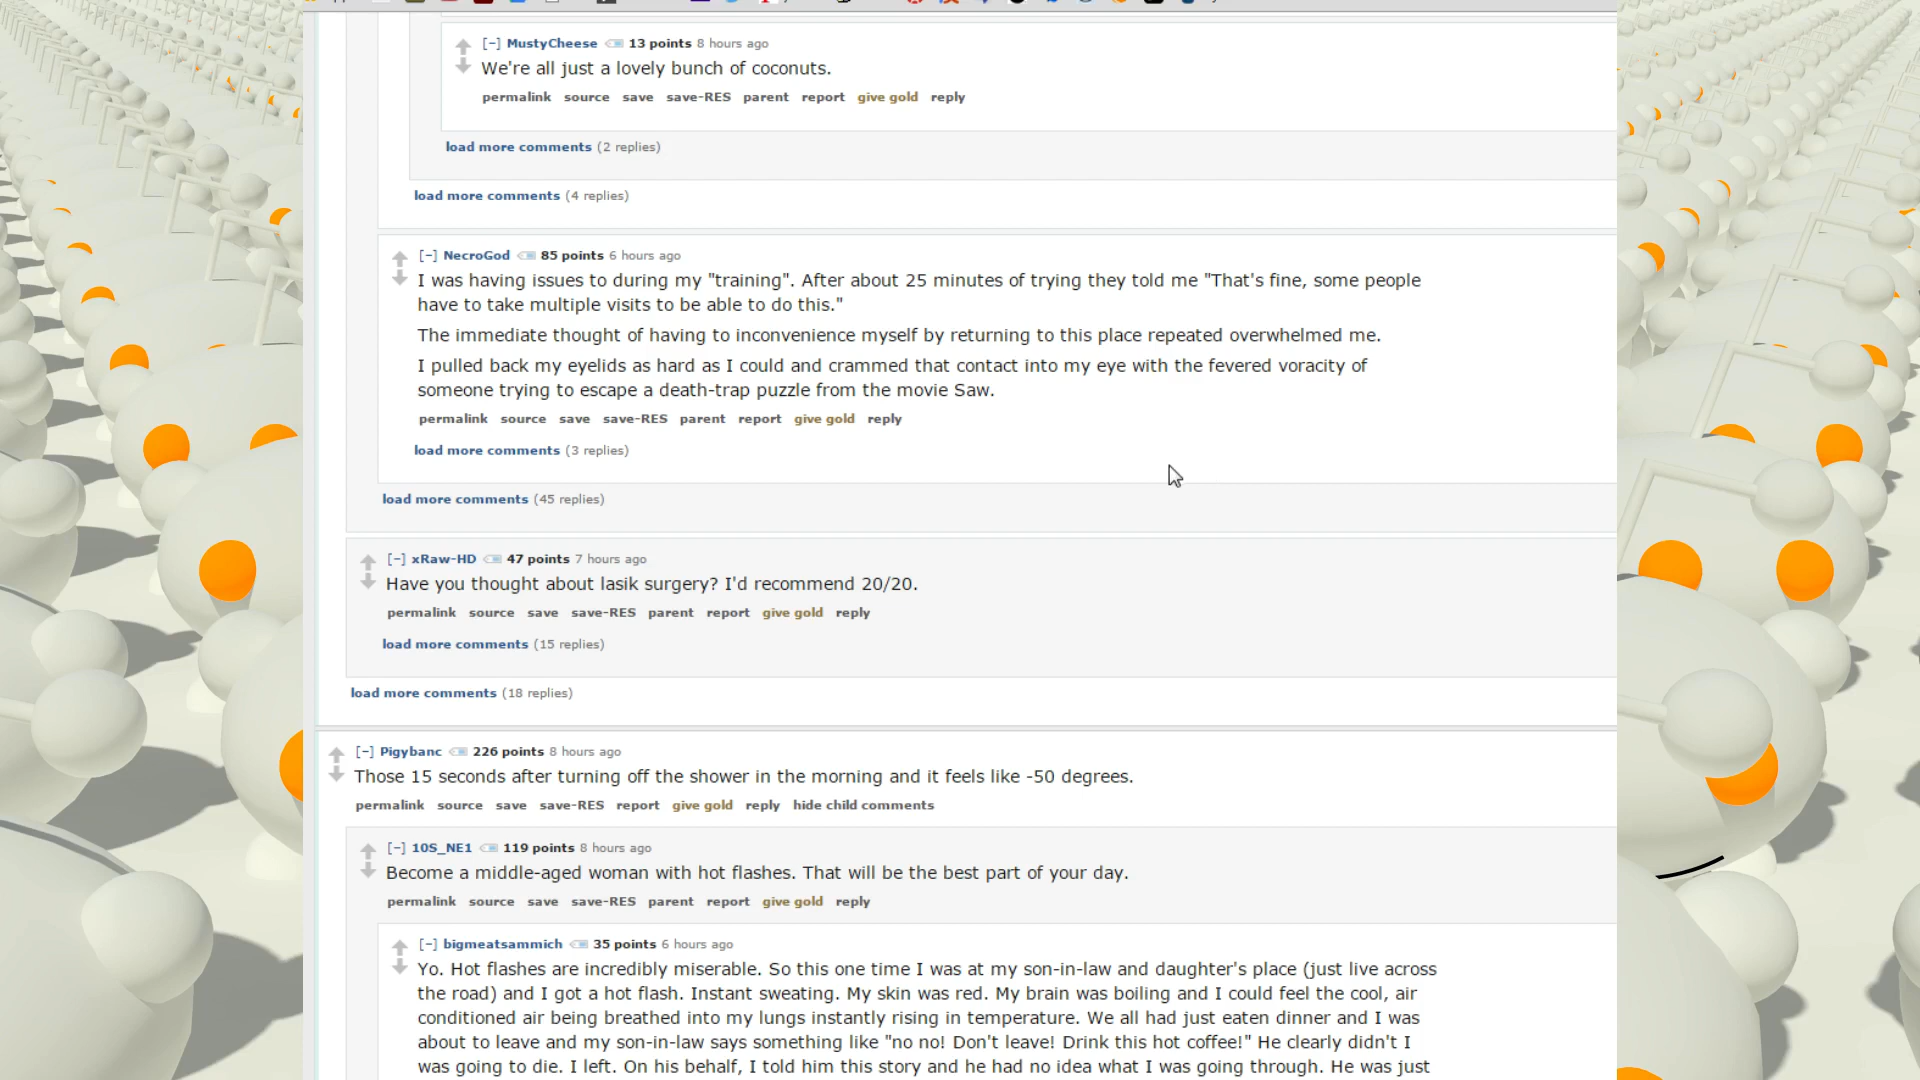 [-] MustyCheese 13 points 8 hours ago
We're all just a lovely bunch of coconuts.
permalink source save save-RES parent report give gold reply
load more comments (2 replies)
load more comments (4 replies)
[-] NecroGod 85 points 6 hours ago
I was having issues to during my "training". After about 25 minutes of trying they told me "That's fine, some people
have to take multiple visits to be able to do this."
The immediate thought of having to inconvenience myself by returning to this place repeated overwhelmed me.
I pulled back my eyelids as hard as I could and crammed that contact into my eye with the fevered voracity of
someone trying to escape a death-trap puzzle from the movie Saw.
permalink source save save-RES parent report give gold reply
load more comments (3 replies)
load more comments (45 replies)
[-] xRaw-HD 47 points 7 hours ago
Have you thought about lasik surgery? I'd recommend 20/20.
permalink source save save-RES parent report give gold reply
load more comments (15 replies)
load more comments (18 replies)
[-] Pigybanc 226 points 8 hours ago
Those 15 seconds after turning off the shower in the morning and it feels like -50 degrees.
permalink source save save-RES report give gold reply hide child comments
[-] 10S_NE1 119 points 8 hours ago
Become a middle-aged woman with hot flashes. That will be the best part of your day.
permalink source save save-RES parent report give gold reply
[-] bigmeatsammich 35 points 6 hours ago
Yo. Hot flashes are incredibly miserable. So this one time I was at my son-in-law and daughter's place (just live across
the road) and I got a hot flash. Instant sweating. My skin was red. My brain was boiling and I could feel the cool, air
conditioned air being breathed into my lungs instantly rising in temperature. We all had just eaten dinner and I was
about to leave and my son-in-law says something like "no no! Don't leave! Drink this hot coffee!" He clearly didn't I
was going to die. I left. On his behalf, I told him this story and he had no idea what I was going through. He was just